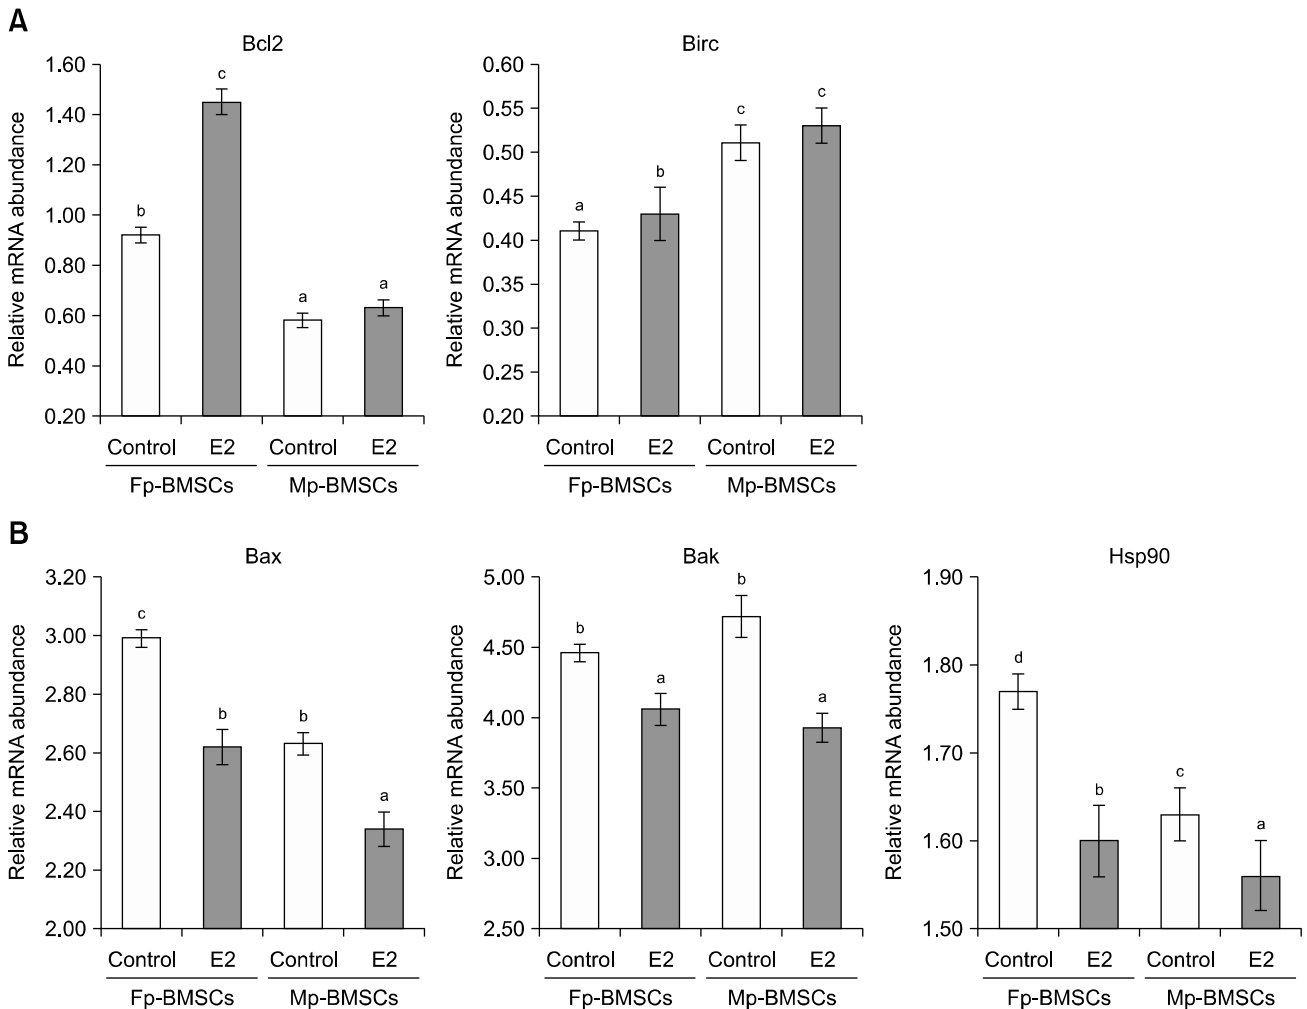 A
Bcl2
Birc
Relative mRNA abundance
1.60
1.40
1.20
1.00
0.80
0.60
0.40
0.20
b
c
a
a
Control E2 Control E2
Fp-BMSCs Mp-BMSCs
Relative mRNA abundance
0.60
0.55
0.50
0.45
0.40
0.35
0.30
0.25
0.20
a
b
c
c
Control E2 Control E2
Fp-BMSCs Mp-BMSCs
B
Bax
Bak
Hsp90
Relative mRNA abundance
3.20
3.00
2.80
2.60
2.40
2.20
2.00
c
b
b
a
Control E2 Control E2
Fp-BMSCs Mp-BMSCs
Relative mRNA abundance
5.00
4.50
4.00
3.50
3.00
2.50
b
a
b
a
Control E2 Control E2
Fp-BMSCs Mp-BMSCs
Relative mRNA abundance
1.90
1.80
1.70
1.60
1.50
d
b
c
a
Control E2 Control E2
Fp-BMSCs Mp-BMSCs